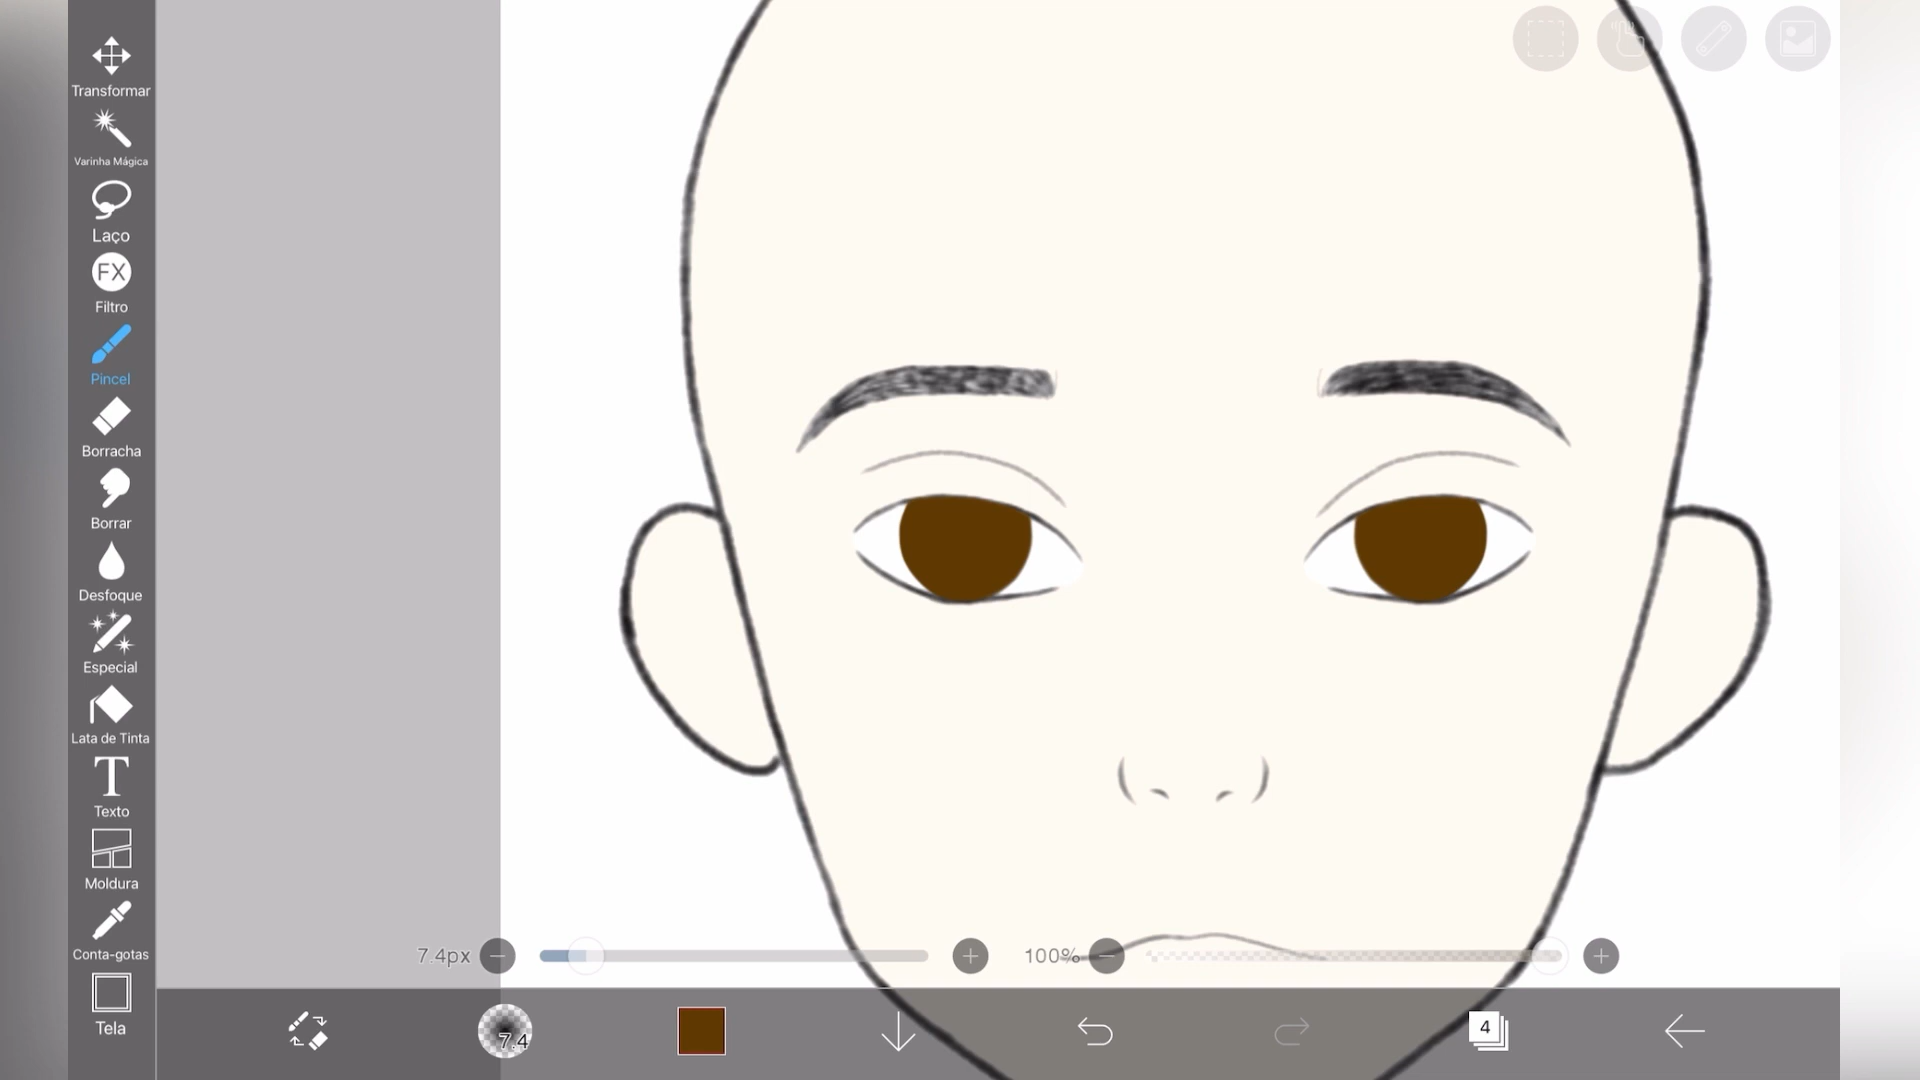 Transformar
Varinha Mágica
Laço
FX
Filtro
Pincel
Borracha
Borrar
Desfoque
Especial
Lata de Tinta
T
Texto
Moldura
Conta-gotas
Tela
7.4px
100%
7.4
4